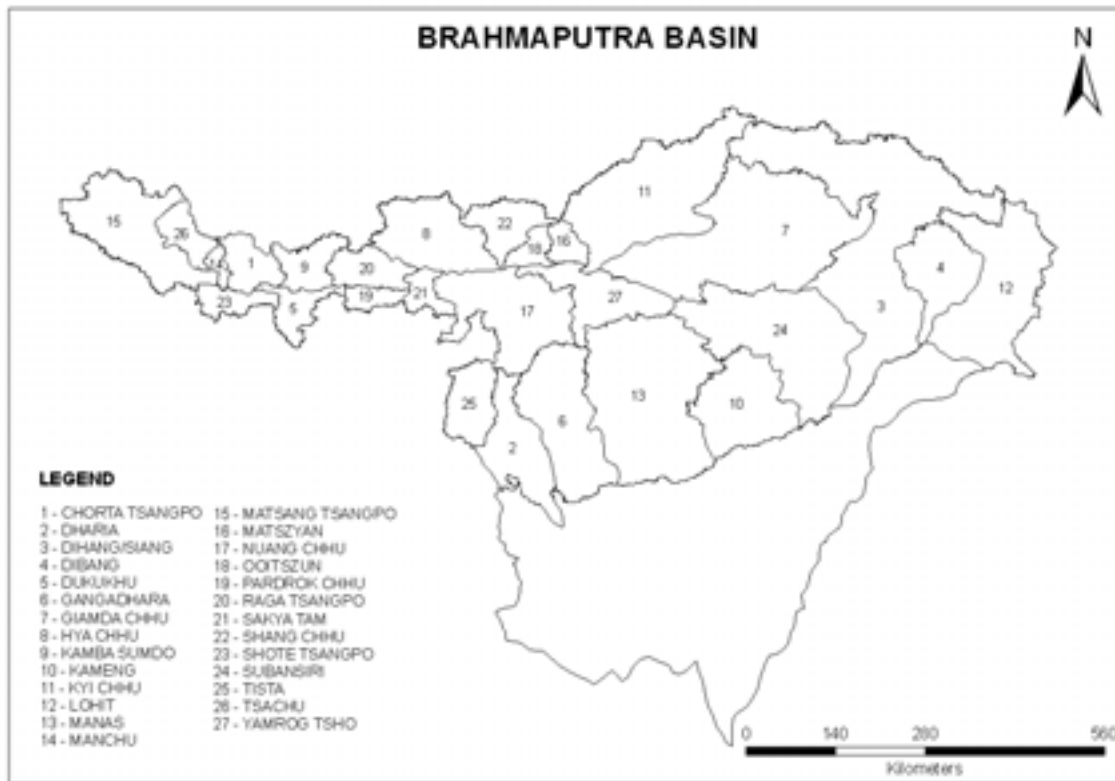 BRAHMAPUTRA BASIN
N
11
15
22
7
26
8
18
16
4
14
1
9
20
12
23
5
19
21
17
27
3
24
25
13
10
6
2
LEGEND
1 - CHORTA TSANGPO
2 - DHARIA
3 - DIHANG/SIANG
4 - DIBANG
5 - DUKUKHU
6 - GANGADHARA
7 - GIAMDA CHHU
8 - HYA CHHU
9 - KAMBA SUMDO
10 - KAMENG
11 - KYI CHHU
12 - LOHIT
13 - MANAS
14 - MANCHU
15 - MATSANG TSANGPO
16 - MATSZYAN
17 - NUANG CHHU
18 - OOITSZUN
19 - PARDROK CHHU
20 - RAGA TSANGPO
21 - SAKYA TAM
22 - SHANG CHHU
23 - SHOTE TSANGPO
24 - SUBANSIRI
25 - TISTA
26 - TSACHU
27 - YAMROG TSHO
0 140 280 560
Kilometers